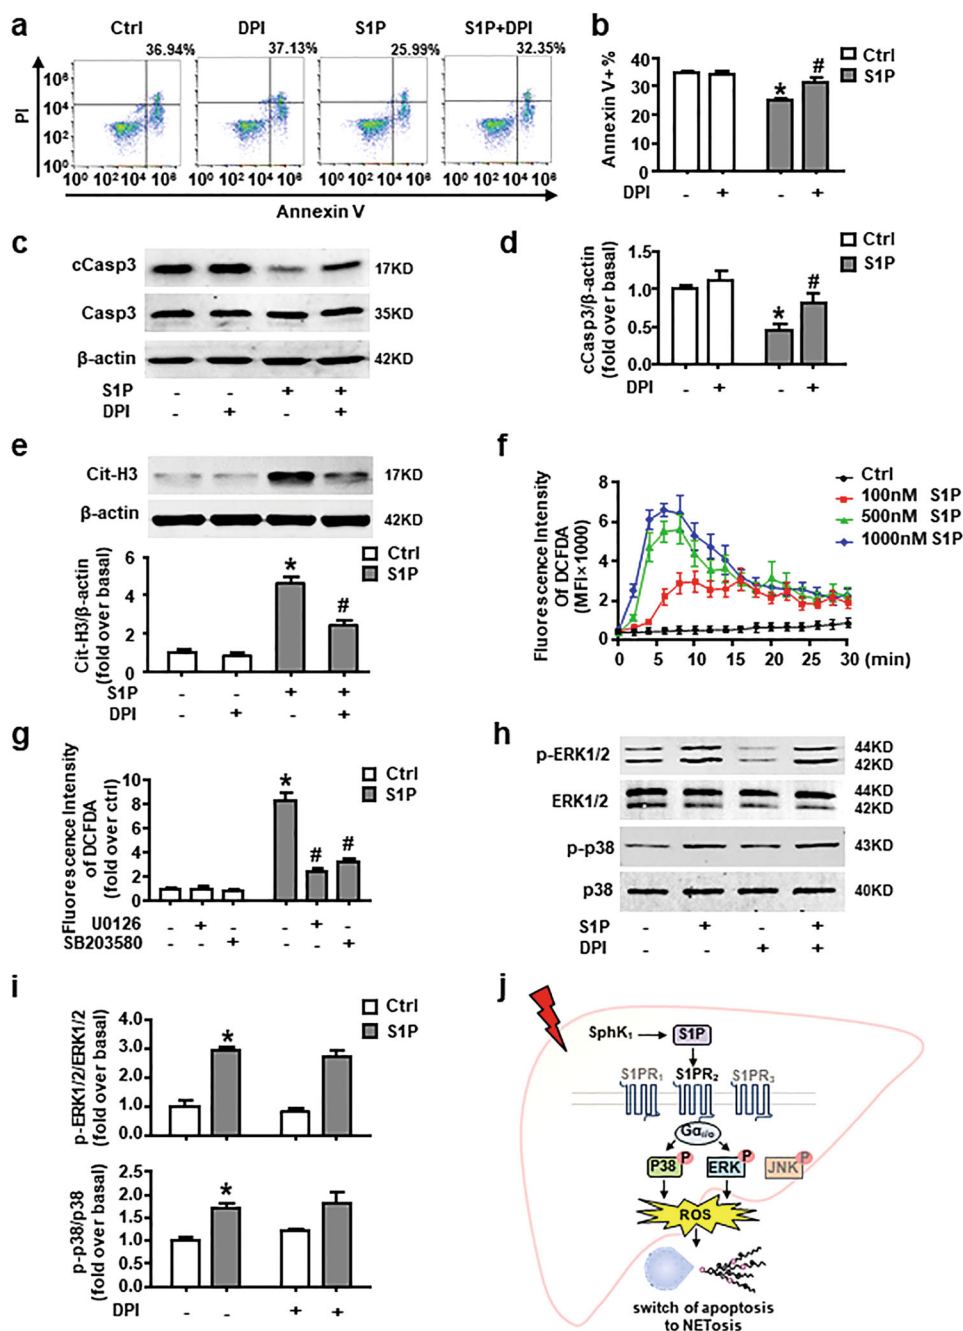 a
Ctrl DPI S1P S1P+DPI
36.94% 37.13% 25.99% 32.35%
PI
10⁶
10⁴
10²
10⁰
10⁰ 10² 10⁴ 10⁶ 10⁰ 10² 10⁴ 10⁶ 10⁰ 10² 10⁴ 10⁶ 10⁰ 10² 10⁴ 10⁶
Annexin V
b
Ctrl
S1P
Annexin V+ %
40
30
20
10
0
* #
DPI - + - +
c
cCasp3 17KD
Casp3 35KD
β-actin 42KD
S1P - - + +
DPI - + - +
d
Ctrl
S1P
cCasp3/β-actin
(fold over basal)
1.5
1.0
0.5
0.0
* #
DPI - + - +
e
Cit-H3 17KD
β-actin 42KD
Ctrl
S1P
Cit-H3/β-actin
(fold over basal)
6
4
2
0
* #
S1P - - + +
DPI - + - +
f
Ctrl
100nM S1P
500nM S1P
1000nM S1P
Fluorescence Intensity
Of DCFDA
(MFI×1000)
8
6
4
2
0
0 5 10 15 20 25 30 (min)
g
Ctrl
S1P
Fluorescence Intensity
of DCFDA
(fold over ctrl)
10
8
6
4
2
0
* # #
U0126 - + - - + -
SB203580 - - + - - +
h
p-ERK1/2 44KD
42KD
ERK1/2 44KD
42KD
p-p38 43KD
p38 40KD
S1P - + - +
DPI - - + +
i
Ctrl
S1P
p-ERK1/2/ERK1/2
(fold over basal)
4.0
3.0
2.0
1.0
0.0
*
p-p38/p38
(fold over basal)
2.5
2.0
1.5
1.0
0.5
0.0
*
DPI - - + +
j
SphK₁ S1P
S1PR₁ S1PR₂ S1PR₃
Gαi/o
P38 P ERK P JNK P
ROS
switch of apoptosis
to NETosis